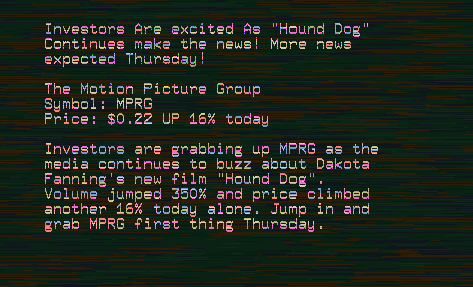 Investors Are excited As "Hound Dog"
Continues make the news! More news
expected Thursday!
The Motion Picture Group
Symbol: MPRG
Price: $0.22 UP 16% today
Investors are grabbing up MPRG as the
media continues to buzz about Dakota
Fanning's new film "Hound Dog".
Volume jumped 350% and price climbed
another 16% today alone. Jump in and
grab MPRG first thing Thursday.